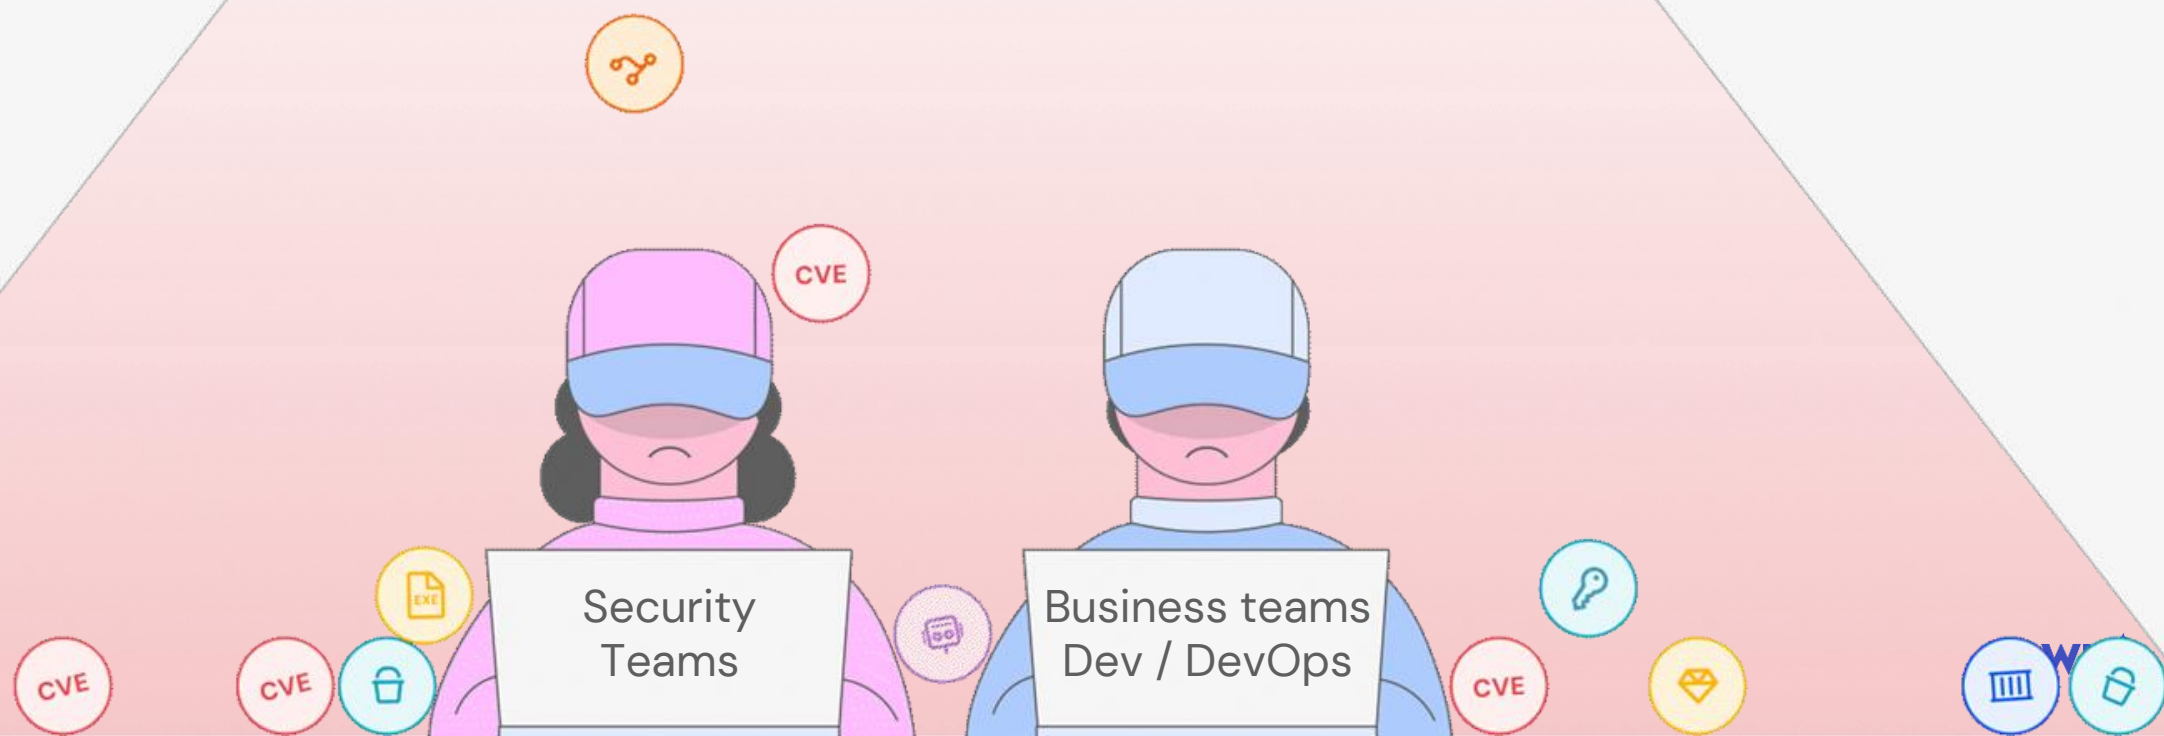 CVE
EXE
Security
Teams
Business teams
Dev / DevOps
CVE
CVE
CVE